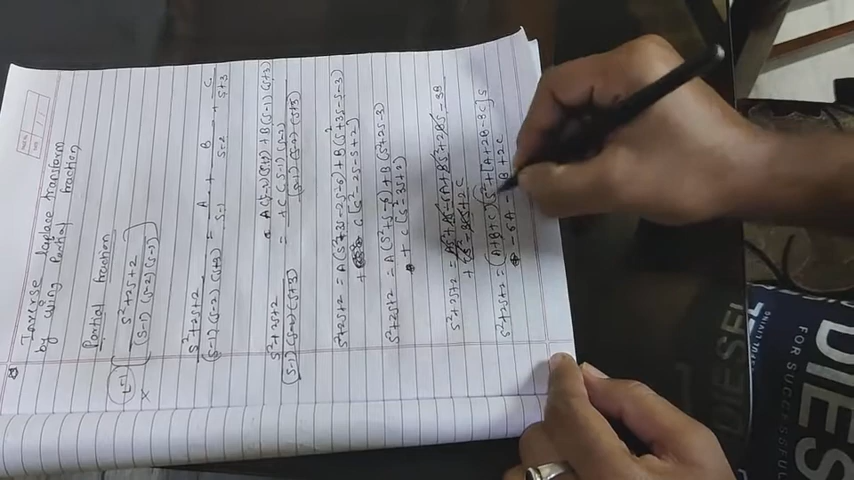 Inverse laplace transform
by using Partial fraction
Partial fraction
L⁻¹ [ s²+2s+2 / (s-1)(s-2)(s+3) ]
s²+2s+2 / (s-1)(s-2)(s+3) = A / s-1 + B / s-2 + C / s+3
s²+2s+2 / (s-1)(s-2)(s+3) = A(s-2)(s+3) + B(s-1)(s+3) + C(s-1)(s-2) / (s-1)(s-2)(s+3)
s²+2s+2 = A(s²+3s-2s-6) + B(s²+3s-s-3)
+ C[s²-2s-s+2]
s²+2s+2 = A(s²+s-6) + B(s²+2s-3)
+ C(s²-3s+2)
s²+2s+2 = As²+As-6A+Bs²+2Bs-3B
+ Cs²-3Cs+2C
s²+2s+2 = (A+B+C)s²+[A+2B-3C]s
-6A
B+2C
DIESEL
FOR SUCCESSFUL
LIVING
DIESEL